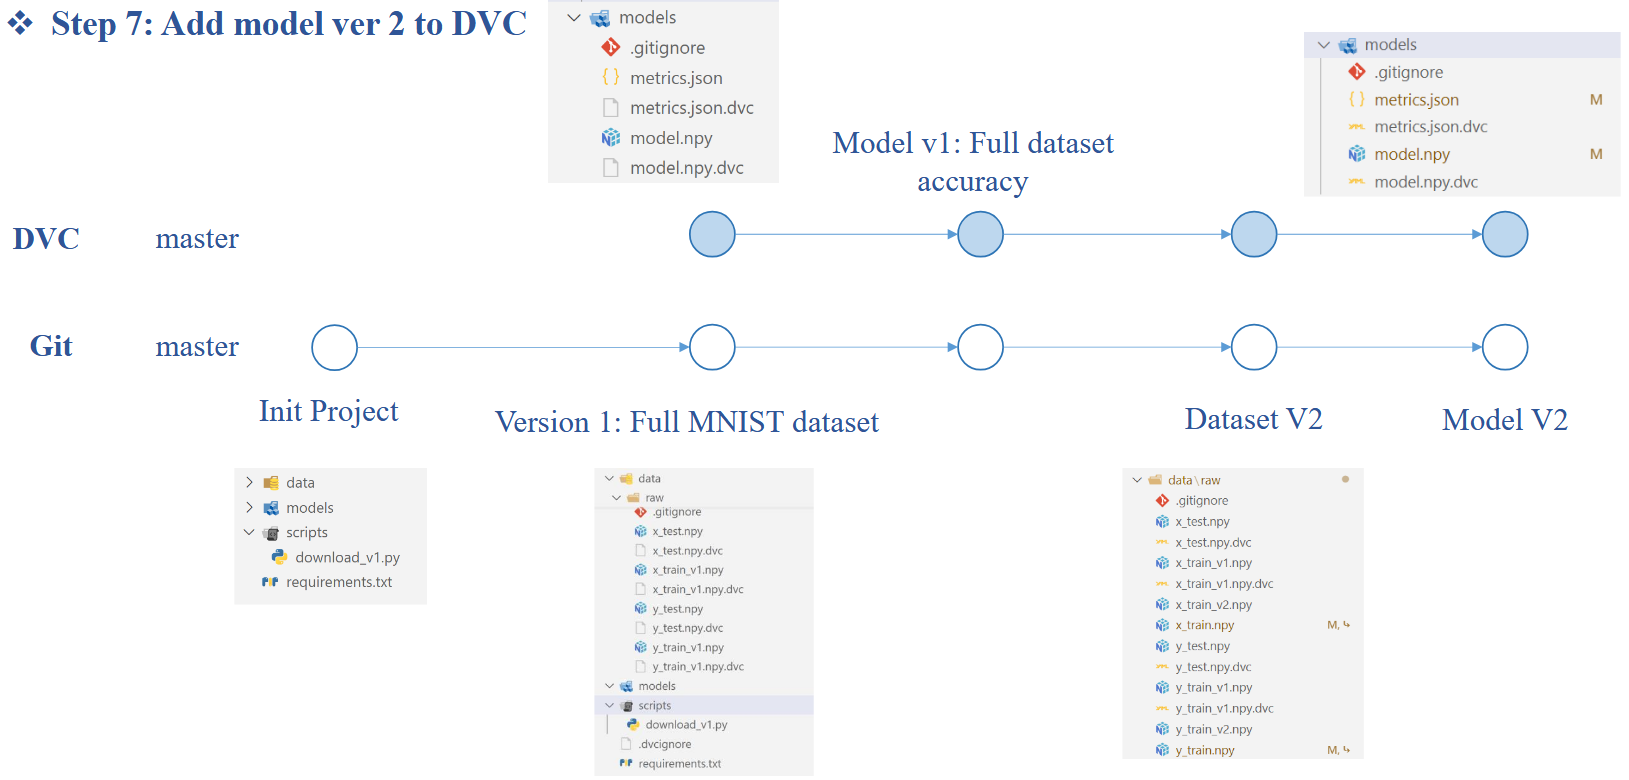 ❖ Step 7: Add model ver 2 to DVC
models
.gitignore
metrics.json
metrics.json.dvc
model.npy
model.npy.dvc
models
.gitignore
metrics.json M
metrics.json.dvc
model.npy M
model.npy.dvc
Model v1: Full dataset
accuracy
DVC master
Git master
Init Project
Version 1: Full MNIST dataset
Dataset V2
Model V2
data
models
scripts
download_v1.py
requirements.txt
data
raw
.gitignore
x_test.npy
x_test.npy.dvc
x_train_v1.npy
x_train_v1.npy.dvc
y_test.npy
y_test.npy.dvc
y_train_v1.npy
y_train_v1.npy.dvc
models
scripts
download_v1.py
.dvcignore
requirements.txt
data\raw
.gitignore
x_test.npy
x_test.npy.dvc
x_train_v1.npy
x_train_v1.npy.dvc
x_train_v2.npy
x_train.npy M, ↳
y_test.npy
y_test.npy.dvc
y_train_v1.npy
y_train_v1.npy.dvc
y_train_v2.npy
y_train.npy M, ↳